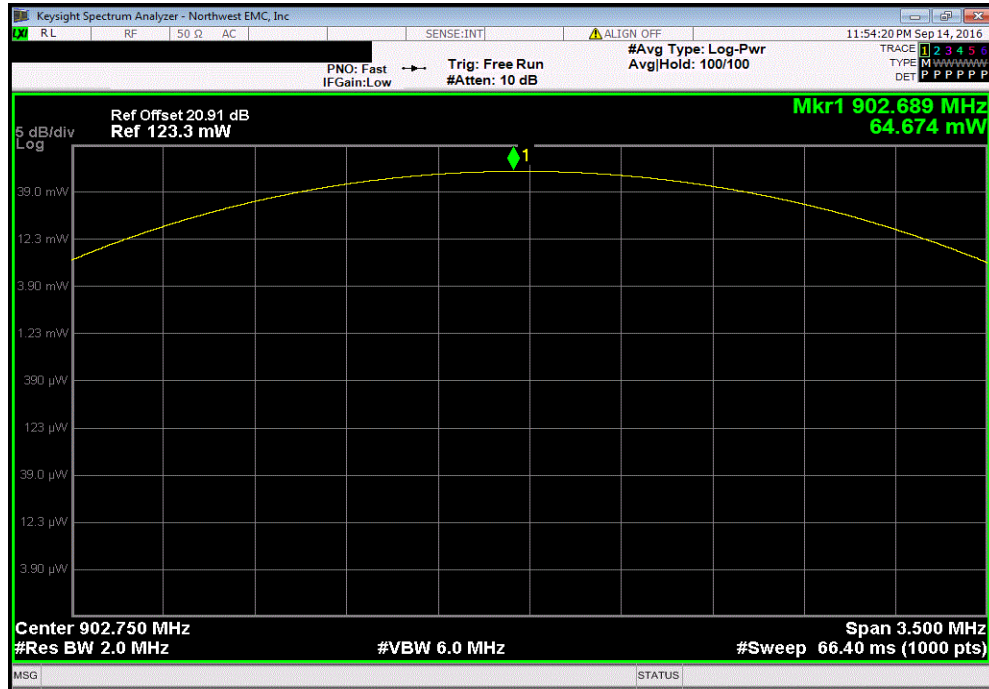 Keysight Spectrum Analyzer - Northwest EMC, Inc
LXI RL RF 50 Ω AC SENSE:INT ALIGN OFF 11:54:20 PM Sep 14, 2016
PNO: Fast
IFGain:Low
Trig: Free Run
#Atten: 10 dB
#Avg Type: Log-Pwr
Avg|Hold: 100/100
TRACE 1 2 3 4 5 6
TYPE M WWWWW
DET P P P P P P
Mkr1 902.689 MHz
64.674 mW
Ref Offset 20.91 dB
5 dB/div Ref 123.3 mW
Log
1
39.0 mW
12.3 mW
3.90 mW
1.23 mW
390 µW
123 µW
39.0 µW
12.3 µW
3.90 µW
Center 902.750 MHz Span 3.500 MHz
#Res BW 2.0 MHz #VBW 6.0 MHz #Sweep 66.40 ms (1000 pts)
MSG STATUS